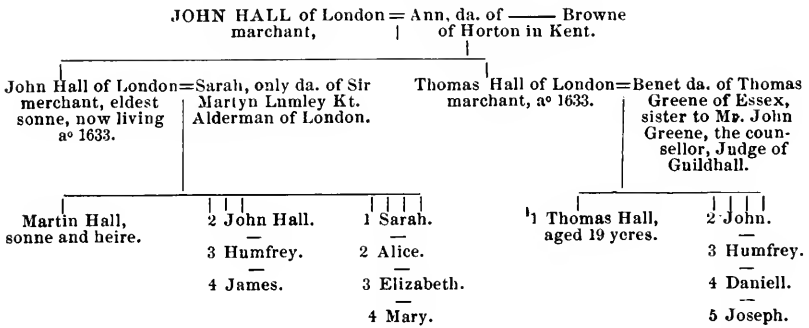 JOHN HALL of London = Ann, da. of —— Browne
marchant, of Horton in Kent.
John Hall of London=Sarah, only da. of Sir
merchant, eldest Martyn Lumley Kt.
sonne, now living Alderman of London.
aº 1633.
Thomas Hall of London=Benet da. of Thomas
marchant, aº 1633. Greene of Essex,
sister to Mr. John
Greene, the coun-
sellor, Judge of
Guildhall.
Martin Hall,
sonne and heire.
2 John Hall.
3 Humfrey.
4 James.
1 Sarah.
2 Alice.
3 Elizabeth.
4 Mary.
1 Thomas Hall,
aged 19 yeres.
2 John.
3 Humfrey.
4 Daniell.
5 Joseph.